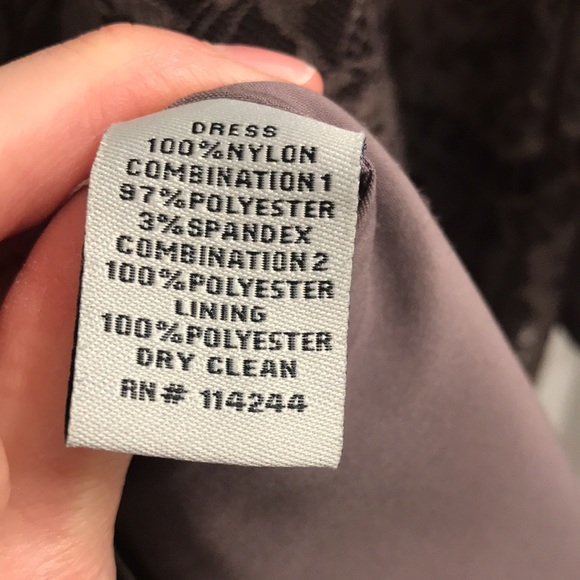 DRESS
100%NYLON
COMBINATION1
97%POLYESTER
3%SPANDEX
COMBINATION2
100%POLYESTER
LINING
100%POLYESTER
DRY CLEAN
RN# 114244